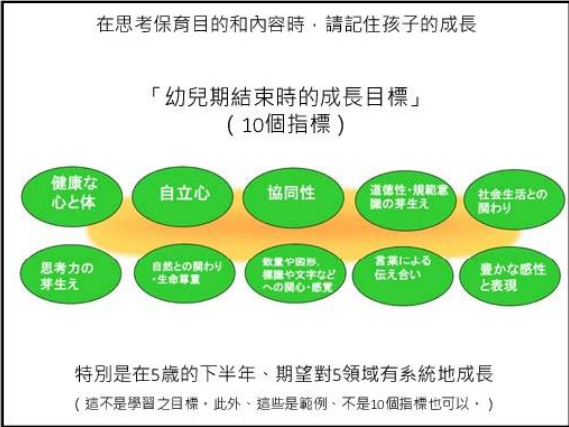 在思考保育目的和內容時，請記住孩子的成長
「幼兒期結束時的成長目標」
（10個指標）
健康な
心と体
自立心
協同性
道徳性・規範意
識の芽生え
社会生活との
関わり
思考力の
芽生え
自然との関わり
・生命尊重
数量や図形、
標識や文字など
への関心・感覚
言葉による
伝え合い
豊かな感性
と表現
特別是在5歲的下半年、期望對5領域有系統地成長
（這不是學習之目標，此外、這些是範例、不是10個指標也可以，）